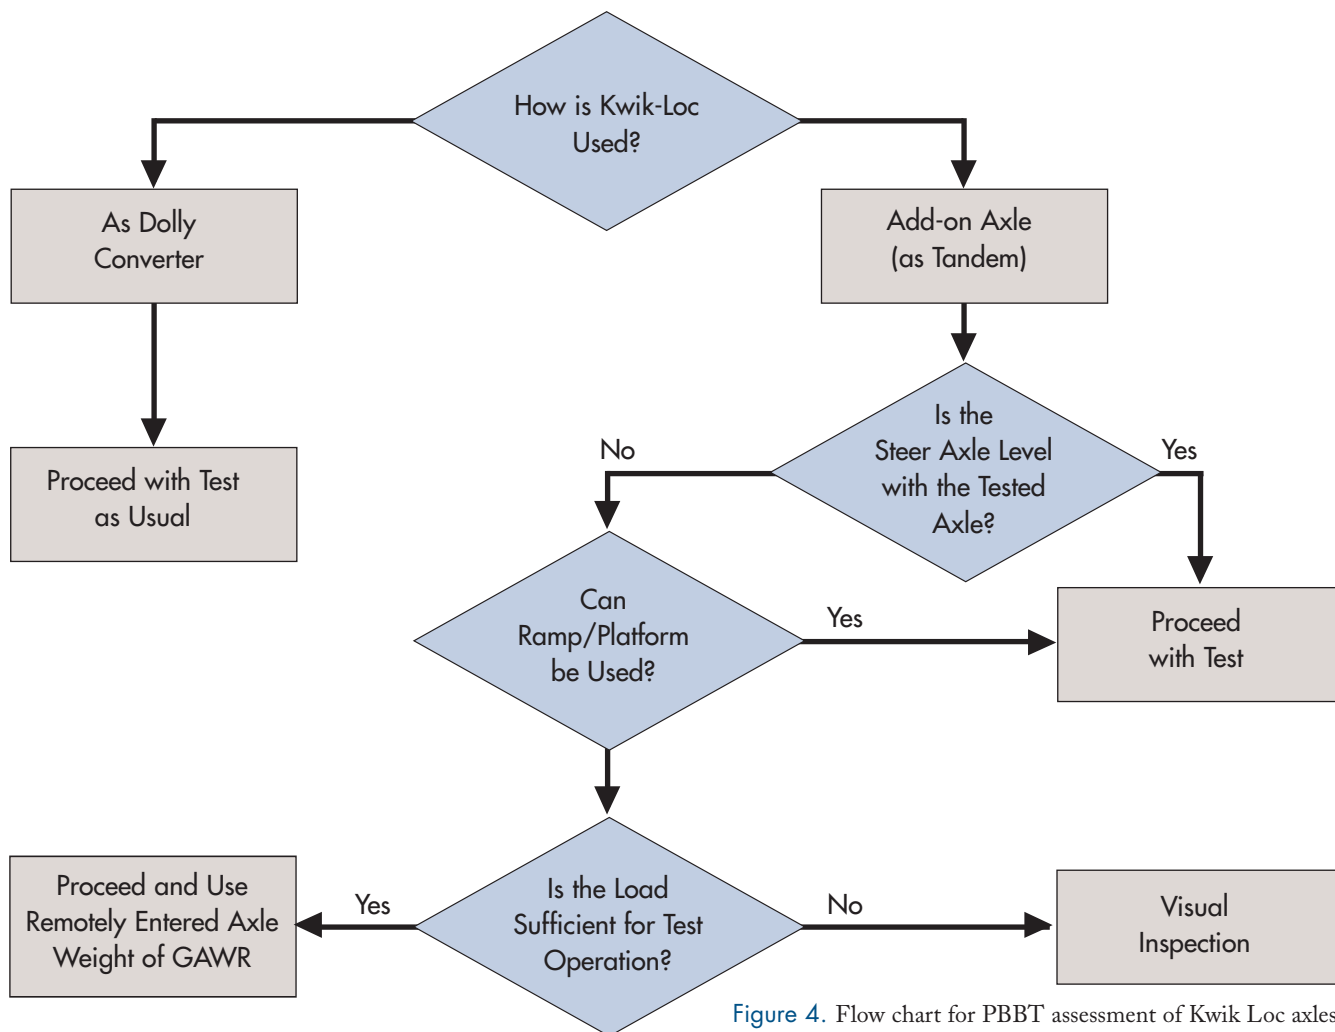 How is Kwik-Loc
Used?
As Dolly
Converter
Add-on Axle
(as Tandem)
Is the
Steer Axle Level
with the Tested
Axle?
No
Yes
Proceed with Test
as Usual
Can
Ramp/Platform
be Used?
Yes
Proceed
with Test
Proceed and Use
Remotely Entered Axle
Weight of GAWR
Yes
Is the Load
Sufficient for Test
Operation?
No
Visual
Inspection
Figure 4. Flow chart for PBBT assessment of Kwik Loc axles